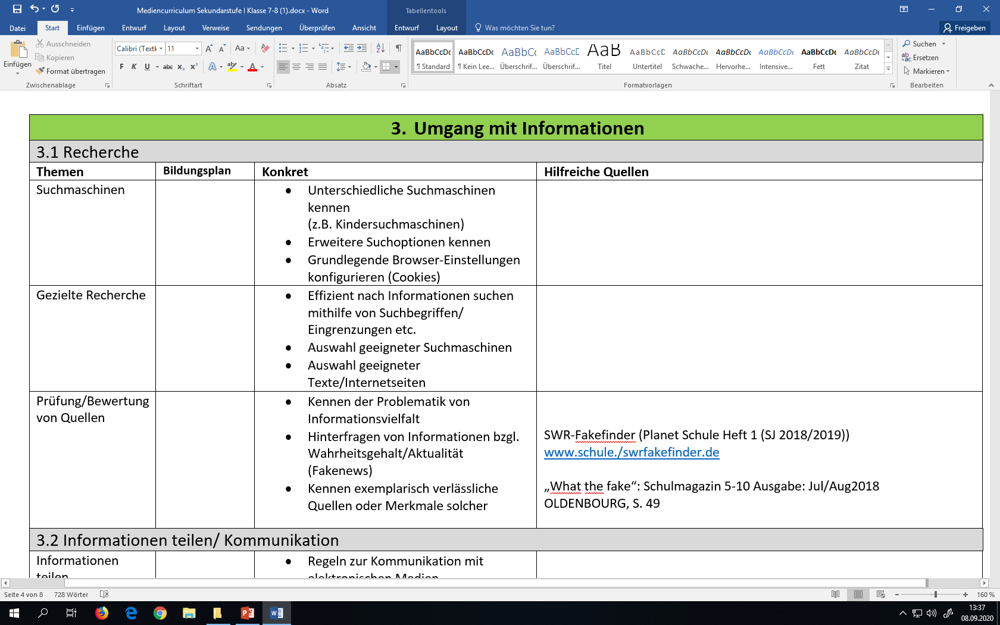 Mediencurriculum Sekundarstufe I Klasse 7-8 (1).docx - Word
Tabellentools
Datei Start Einfügen Entwurf Layout Verweise Sendungen Überprüfen Ansicht Entwurf Layout Was möchten Sie tun? Freigeben
Einfügen
Ausschneiden
Kopieren
Format übertragen
Zwischenablage
Calibri (Textk 11
F K U abc x₂ x²
Schriftart
Absatz
AaBbCcDc AaBbCcDc AaBbCc AaBbCcD AaB AaBbCcD AaBbCcDc AaBbCcDc AaBbCcDc AaBbCcDc AaBbCcDc
¶ Standard ¶ Kein Lee... Überschrif... Überschrif... Titel Untertitel Schwache... Hervorhe... Intensive... Fett Zitat
Formatvorlagen
Suchen
Ersetzen
Markieren
Bearbeiten
3. Umgang mit Informationen
3.1 Recherche
Themen Bildungsplan Konkret Hilfreiche Quellen
Suchmaschinen
• Unterschiedliche Suchmaschinen
kennen
(z.B. Kindersuchmaschinen)
• Erweitere Suchoptionen kennen
• Grundlegende Browser-Einstellungen
konfigurieren (Cookies)
Gezielte Recherche
• Effizient nach Informationen suchen
mithilfe von Suchbegriffen/
Eingrenzungen etc.
• Auswahl geeigneter Suchmaschinen
• Auswahl geeigneter
Texte/Internetseiten
Prüfung/Bewertung
von Quellen
• Kennen der Problematik von
Informationsvielfalt
• Hinterfragen von Informationen bzgl.
Wahrheitsgehalt/Aktualität
(Fakenews)
• Kennen exemplarisch verlässliche
Quellen oder Merkmale solcher
SWR-Fakefinder (Planet Schule Heft 1 (SJ 2018/2019))
www.schule./swrfakefinder.de
„What the fake“: Schulmagazin 5-10 Ausgabe: Jul/Aug2018
OLDENBOURG, S. 49
3.2 Informationen teilen/ Kommunikation
Informationen
teilen
• Regeln zur Kommunikation mit
elektronischen Medien
Seite 4 von 8 728 Wörter 160 %
13:37
08.09.2020